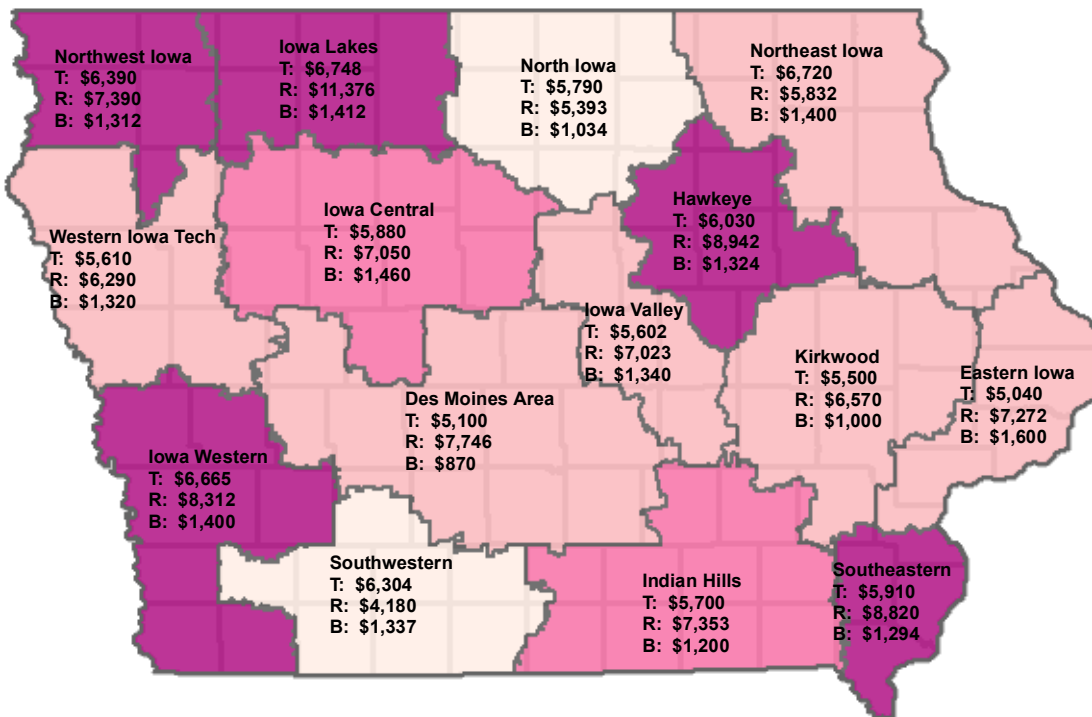 Northwest Iowa
T: $6,390
R: $7,390
B: $1,312
Iowa Lakes
T: $6,748
R: $11,376
B: $1,412
North Iowa
T: $5,790
R: $5,393
B: $1,034
Northeast Iowa
T: $6,720
R: $5,832
B: $1,400
Western Iowa Tech
T: $5,610
R: $6,290
B: $1,320
Iowa Central
T: $5,880
R: $7,050
B: $1,460
Hawkeye
T: $6,030
R: $8,942
B: $1,324
Iowa Valley
T: $5,602
R: $7,023
B: $1,340
Kirkwood
T: $5,500
R: $6,570
B: $1,000
Eastern Iowa
T: $5,040
R: $7,272
B: $1,600
Des Moines Area
T: $5,100
R: $7,746
B: $870
Iowa Western
T: $6,665
R: $8,312
B: $1,400
Southwestern
T: $6,304
R: $4,180
B: $1,337
Indian Hills
T: $5,700
R: $7,353
B: $1,200
Southeastern
T: $5,910
R: $8,820
B: $1,294